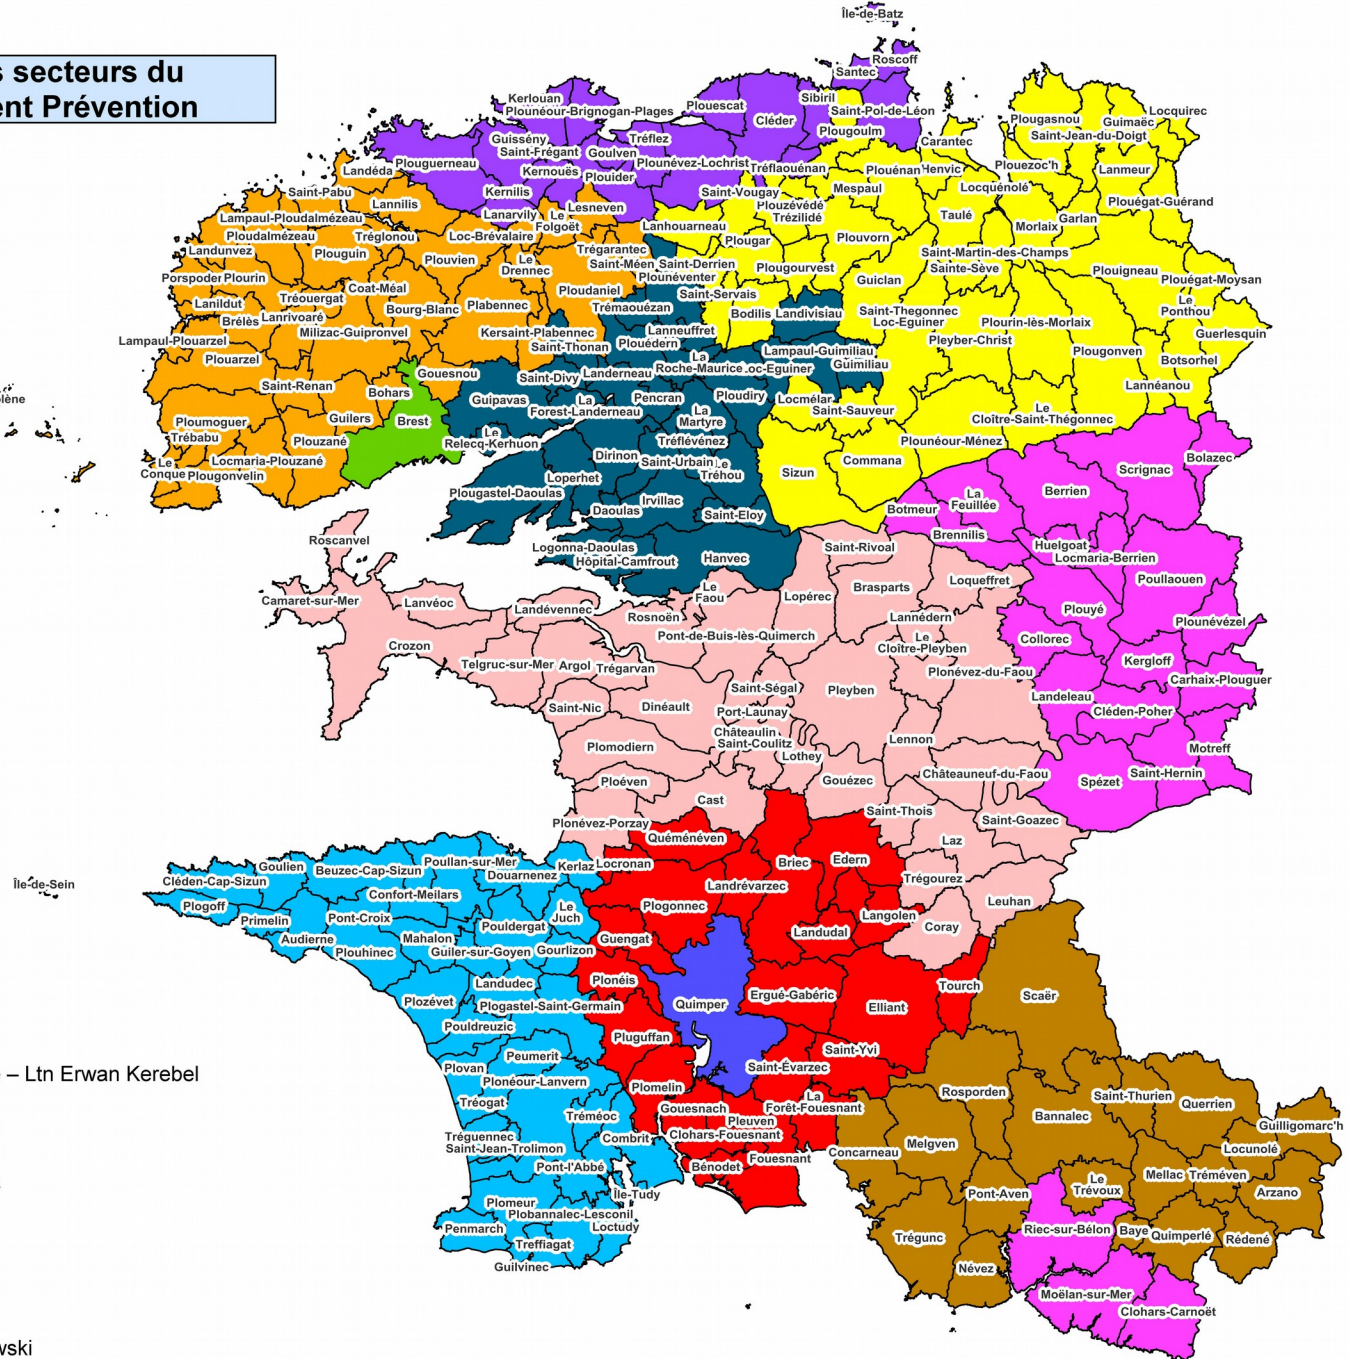 s secteurs du
ent Prévention
Île-de-Batz
Roscoff
Santec
Sibiril
Saint-Pol-de-Léon
Kerlouan
Plounéour-Brignogan-Plages
Plouescat
Cléder
Plougoulm
Plougasnou
Locquirec
Guimaëc
Saint-Jean-du-Doigt
Guissény
Saint-Frégant
Tréflez
Goulven
Carantec
Plouguerneau
Kernouës
Plouider
Plounévez-Lochrist
Tréflaouénan
Plouénan
Henvic
Plouezoc'h
Lanmeur
Landéda
Saint-Pabu
Lannilis
Kernilis
Saint-Vougay
Mespaul
Locquénolé
Plouégat-Guérand
Lanarvily
Le
Folgoët
Lesneven
Plouzévédé
Trézilidé
Taulé
Garlan
Morlaix
Lampaul-Ploudalmézeau
Ploudalmézeau
Tréglonou
Loc-Brévalaire
Lanhouarneau
Plougar
Plouvorn
Landunvez
Plouguin
Plouvien
Le
Drennec
Trégarantec
Saint-Méen
Saint-Derrien
Plounéventer
Plougourvest
Guiclan
Saint-Martin-des-Champs
Sainte-Sève
Plouigneau
Plouégat-Moysan
Porspoder
Plourin
Coat-Méal
Ploudaniel
Saint-Servais
Le
Ponthou
Lanildut
Tréouergat
Bourg-Blanc
Plabennec
Trémaouézan
Bodilis
Landivisiau
Saint-Thegonnec
Loc-Eguiner
Plourin-lès-Morlaix
Guerlesquin
Brélès
Lanrivoaré
Milizac-Guipronvel
Kersaint-Plabennec
Saint-Thonan
Lanneuffret
Plouédern
Pleyber-Christ
Lampaul-Plouarzel
Plouarzel
La
Roche-Maurice
.oc-Eguiner
Lampaul-Guimiliau
Guimiliau
Plougonven
Botsorhel
Saint-Renan
Bohars
Gouesnou
Saint-Divy
Landerneau
Lannéanou
Guipavas
La
Forest-Landerneau
Pencran
Ploudiry
Locmélar
Saint-Sauveur
Le
Cloître-Saint-Thégonnec
olène
Ploumoguer
Trébabu
Guilers
Brest
La
Martyre
Plouzané
Le
Relecq-Kerhuon
Tréflévénez
Plounéour-Ménez
Le
Conque
Plougonvelin
Locmaria-Plouzané
Dirinon
Saint-Urbain
Le
Tréhou
Sizun
Commana
Scrignac
Bolazec
Plougastel-Daoulas
Loperhet
Irvillac
Daoulas
Saint-Eloy
Botmeur
La
Feuillée
Berrien
Roscanvel
Logonna-Daoulas
Hôpital-Camfrout
Hanvec
Saint-Rivoal
Brennilis
Huelgoat
Locmaria-Berrien
Camaret-sur-Mer
Lanvéoc
Landévennec
Rosnoën
Le
Faou
Lopérec
Brasparts
Loqueffret
Poullaouen
Lannédern
Plouyé
Plounévézel
Crozon
Pont-de-Buis-lès-Quimerch
Le
Cloître-Pleyben
Collorec
Telgruc-sur-Mer
Argol
Trégarvan
Plonévez-du-Faou
Kergloff
Carhaix-Plouguer
Saint-Nic
Dinéault
Saint-Ségal
Pleyben
Landeleau
Port-Launay
Cléden-Poher
Plomodiern
Châteaulin
Saint-Coulitz
Lothey
Lennon
Motreff
Ploéven
Gouézec
Châteauneuf-du-Faou
Spézet
Saint-Hernin
Cast
Saint-Thois
Saint-Goazec
Plonévez-Porzay
Quéménéven
Laz
Île-de-Sein
Goulien
Cléden-Cap-Sizun
Beuzec-Cap-Sizun
Poullan-sur-Mer
Douarnenez
Kerlaz
Locronan
Briec
Edern
Trégourez
Plogoff
Primelin
Confort-Meilars
Landrévarzec
Leuhan
Pont-Croix
Pouldergat
Le
Juch
Plogonnec
Langolen
Coray
Audierne
Plouhinec
Mahalon
Guiler-sur-Goyen
Gourlizon
Guengat
Landudal
Landudec
Plonéis
Tourch
Plozévet
Plogastel-Saint-Germain
Quimper
Ergué-Gabéric
Elliant
Scaër
Pouldreuzic
Pluguffan
Saint-Yvi
Peumerit
Plovan
Plonéour-Lanvern
Plomelin
Saint-Évarzec
e – Ltn Erwan Kerebel
Tréogat
Tréméoc
Gouesnach
La
Forêt-Fouesnant
Pleuven
Rosporden
Saint-Thurien
Querrien
Bannalec
Guilligomarc'h
Tréguennec
Saint-Jean-Trolimon
Combrit
Clohars-Fouesnant
Fouesnant
Concarneau
Melgven
Locunolé
Pont-l'Abbé
Bénodet
Mellac
Tréméven
Le
Trévoux
Arzano
Île-Tudy
Plomeur
Plobannalec-Lesconil
Loctudy
Pont-Aven
Penmarch
Treffiagat
Guilvinec
Trégunc
Riec-sur-Bélon
Baye
Quimperlé
Rédené
Névez
Moëlan-sur-Mer
Clohars-Carnoët
wski